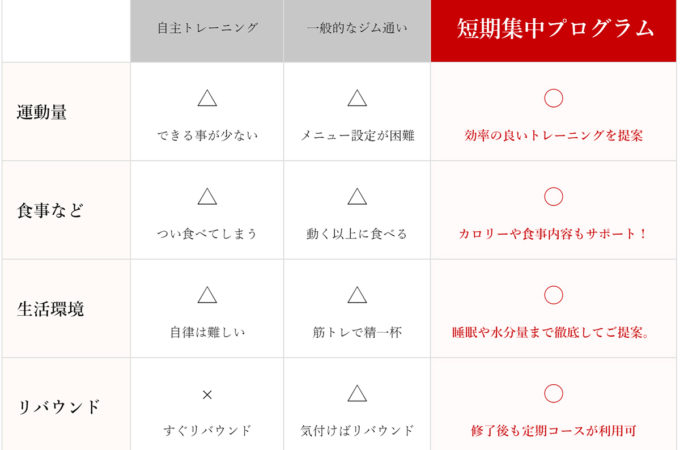 自主トレーニング
一般的なジム通い
短期集中プログラム
運動量
△
できる事が少ない
△
メニュー設定が困難
○
効率の良いトレーニングを提案
食事など
△
つい食べてしまう
△
動く以上に食べる
○
カロリーや食事内容もサポート！
生活環境
△
自律は難しい
△
筋トレで精一杯
○
睡眠や水分量まで徹底してご提案。
リバウンド
×
すぐリバウンド
△
気付けばリバウンド
○
修了後も定期コースが利用可